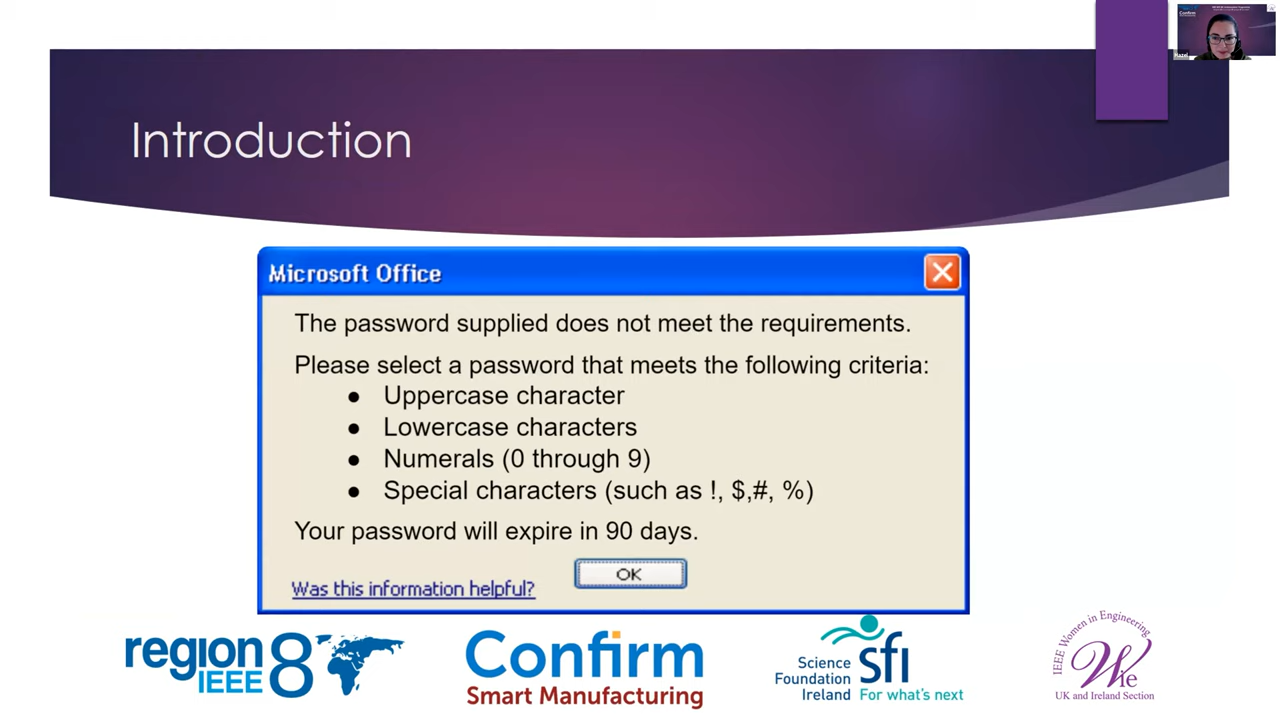 Introduction
Microsoft Office
The password supplied does not meet the requirements.
Please select a password that meets the following criteria:
● Uppercase character
● Lowercase characters
● Numerals (0 through 9)
● Special characters (such as !, $,#, %)
Your password will expire in 90 days.
OK
Was this information helpful?
region 8
IEEE
Confirm
Smart Manufacturing
Science
Foundation
Ireland
sfi
For what's next
IEEE Women in Engineering
WIE
UK and Ireland Section
Confirm
Hazel